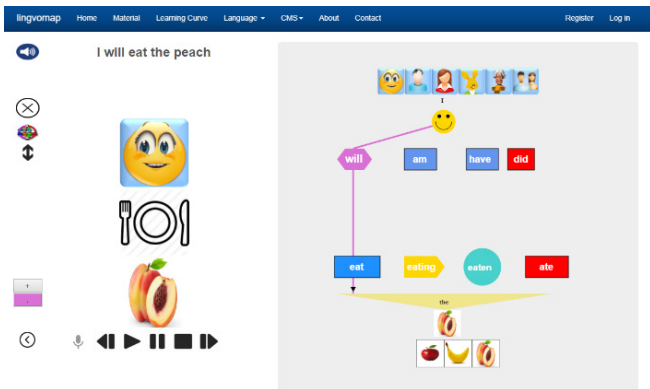 lingvomap Home Material Learning Curve Language CMS About Contact Register Log in
I will eat the peach
I
will am have did
eat eating eaten ate
the
+
-